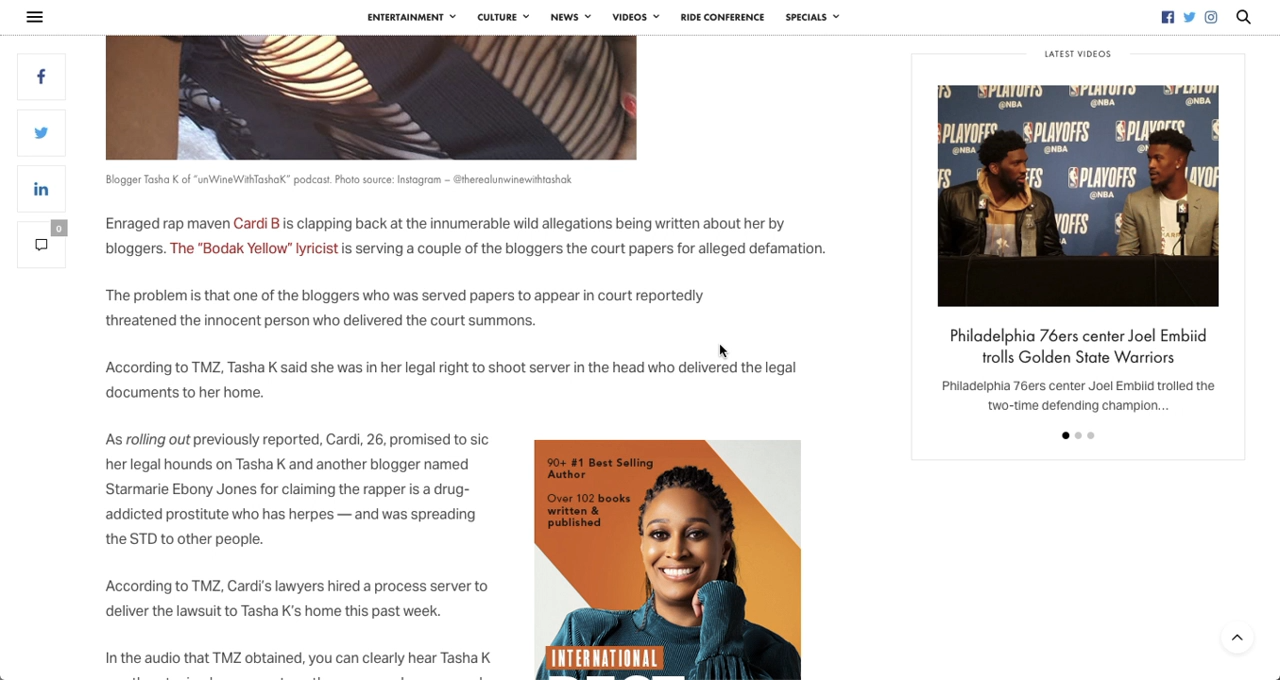 ENTERTAINMENT CULTURE NEWS VIDEOS RIDE CONFERENCE SPECIALS
0
Blogger Tasha K of “unWineWithTashaK” podcast. Photo source: Instagram – @therealunwinewithtashak
Enraged rap maven Cardi B is clapping back at the innumerable wild allegations being written about her by
bloggers. The “Bodak Yellow” lyricist is serving a couple of the bloggers the court papers for alleged defamation.
The problem is that one of the bloggers who was served papers to appear in court reportedly
threatened the innocent person who delivered the court summons.
According to TMZ, Tasha K said she was in her legal right to shoot server in the head who delivered the legal
documents to her home.
As rolling out previously reported, Cardi, 26, promised to sic
her legal hounds on Tasha K and another blogger named
Starmarie Ebony Jones for claiming the rapper is a drug-
addicted prostitute who has herpes — and was spreading
the STD to other people.
According to TMZ, Cardi’s lawyers hired a process server to
deliver the lawsuit to Tasha K’s home this past week.
In the audio that TMZ obtained, you can clearly hear Tasha K
90+ #1 Best Selling
Author
Over 102 books
written &
published
INTERNATIONAL
LATEST VIDEOS
PLAYOFFS
@NBA
PLAYOFFS
@NBA
PLAYOFFS
@NBA
Philadelphia 76ers center Joel Embiid
trolls Golden State Warriors
Philadelphia 76ers center Joel Embiid trolled the
two-time defending champion...